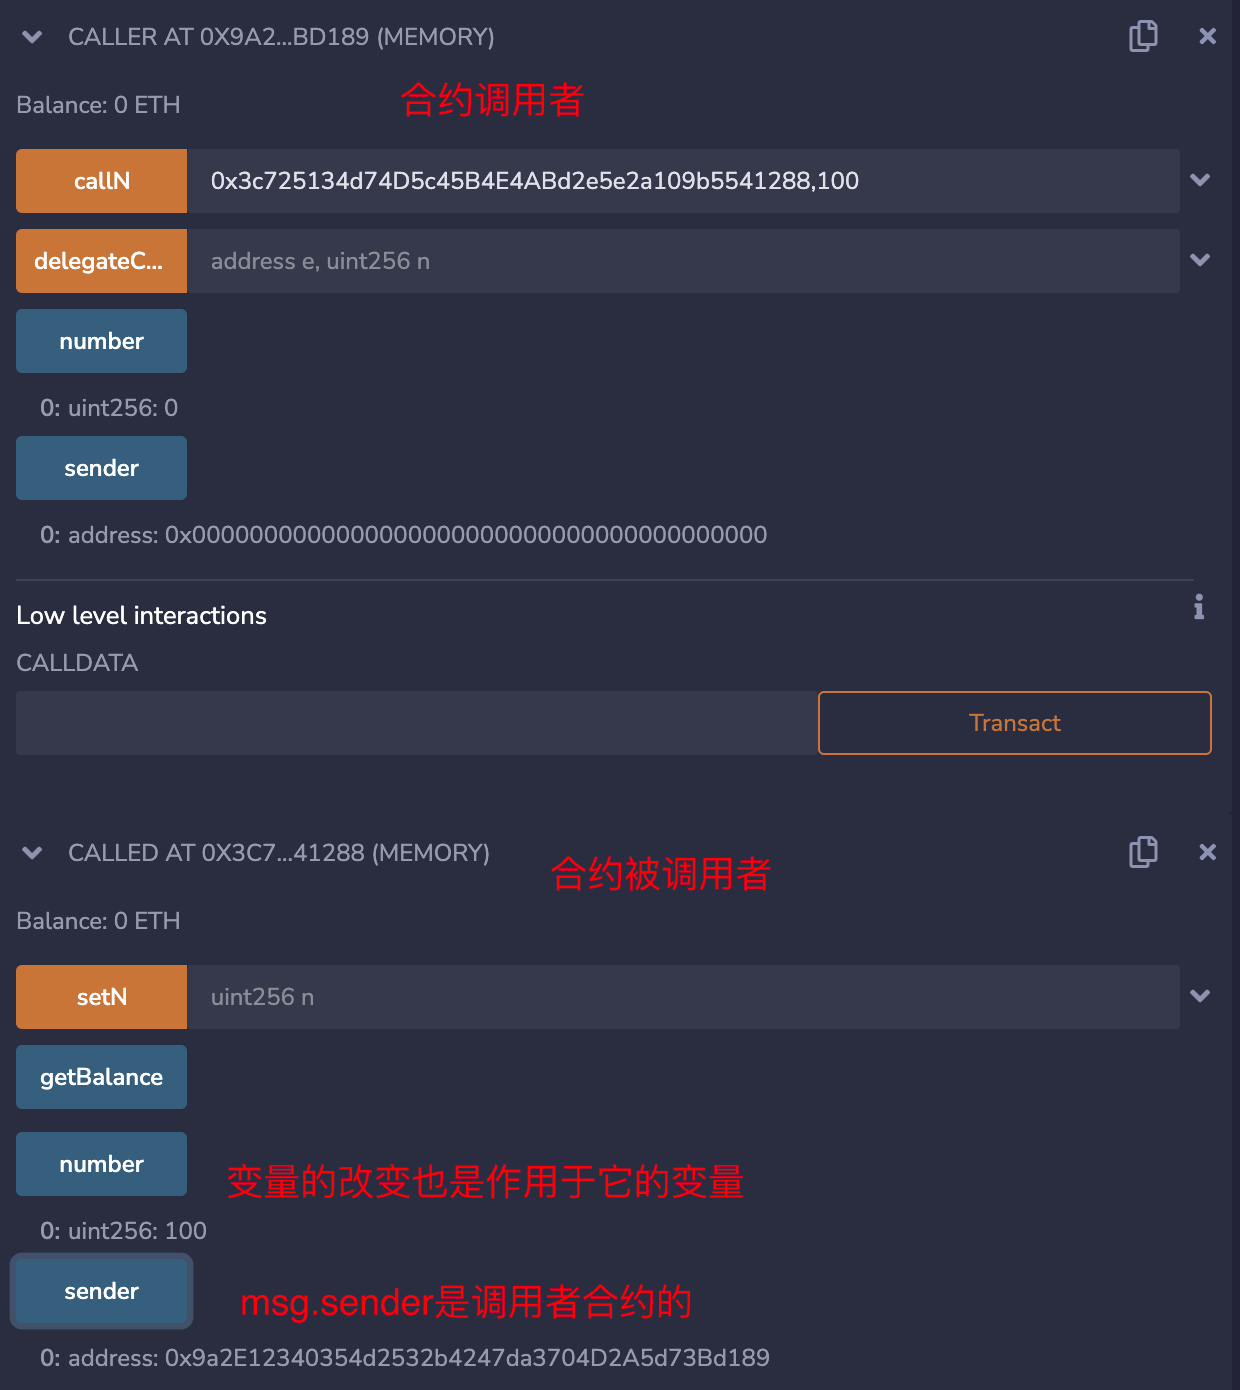 CALLER AT 0X9A2...BD189 (MEMORY)
Balance: 0 ETH
合约调用者
callN 0x3c725134d74D5c45B4E4ABd2e5e2a109b5541288,100
delegateC... address e, uint256 n
number
0: uint256: 0
sender
0: address: 0x0000000000000000000000000000000000000000
Low level interactions
CALLDATA
Transact
CALLED AT 0X3C7...41288 (MEMORY)
合约被调用者
Balance: 0 ETH
setN uint256 n
getBalance
number
变量的改变也是作用于它的变量
0: uint256: 100
sender
msg.sender是调用者合约的
0: address: 0x9a2E12340354d2532b4247da3704D2A5d73Bd189